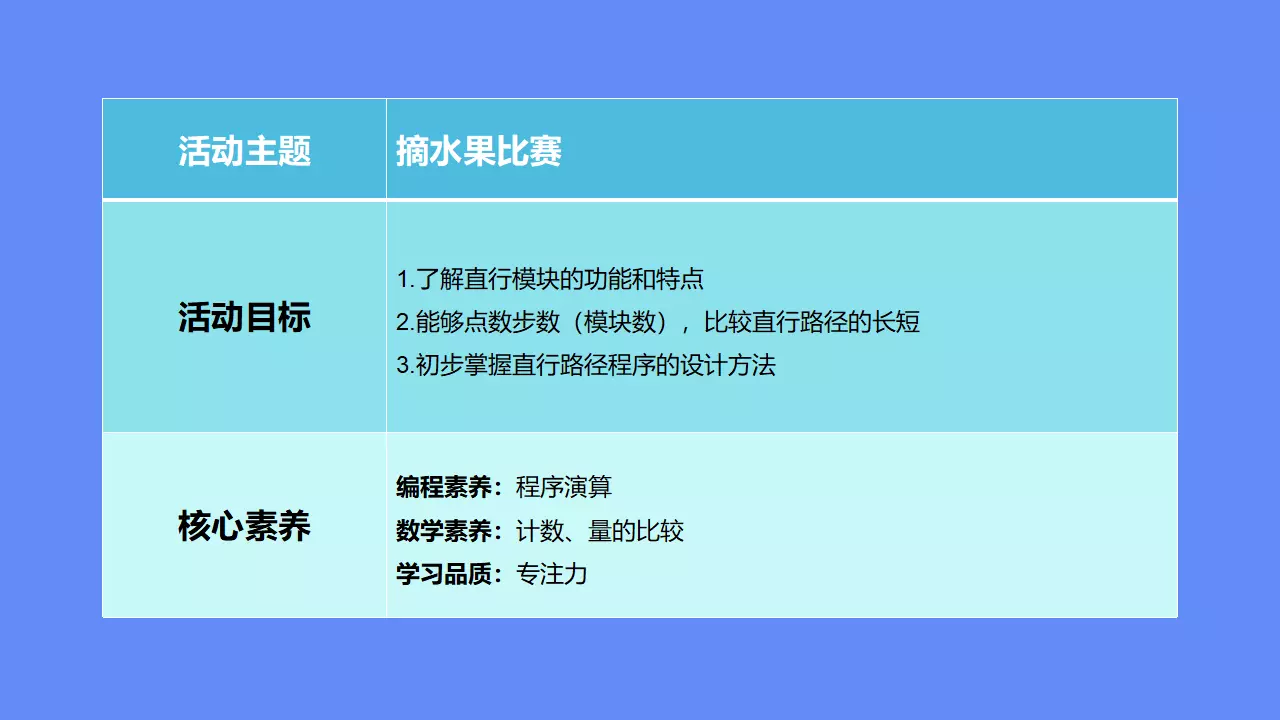 活动主题
摘水果比赛
活动目标
1.了解直行模块的功能和特点
2.能够点数步数（模块数），比较直行路径的长短
3.初步掌握直行路径程序的设计方法
核心素养
编程素养：程序演算
数学素养：计数、量的比较
学习品质：专注力